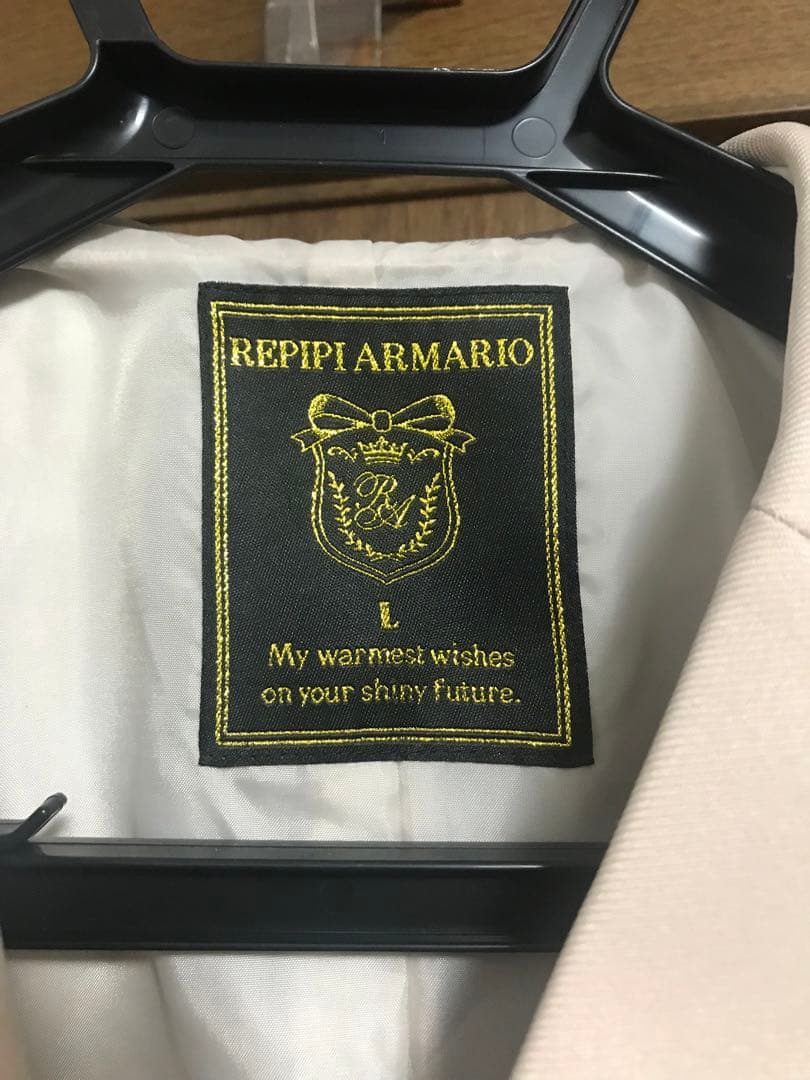 REPIPI ARMARIO
RA
L
My warmest wishes
on your shiny future.